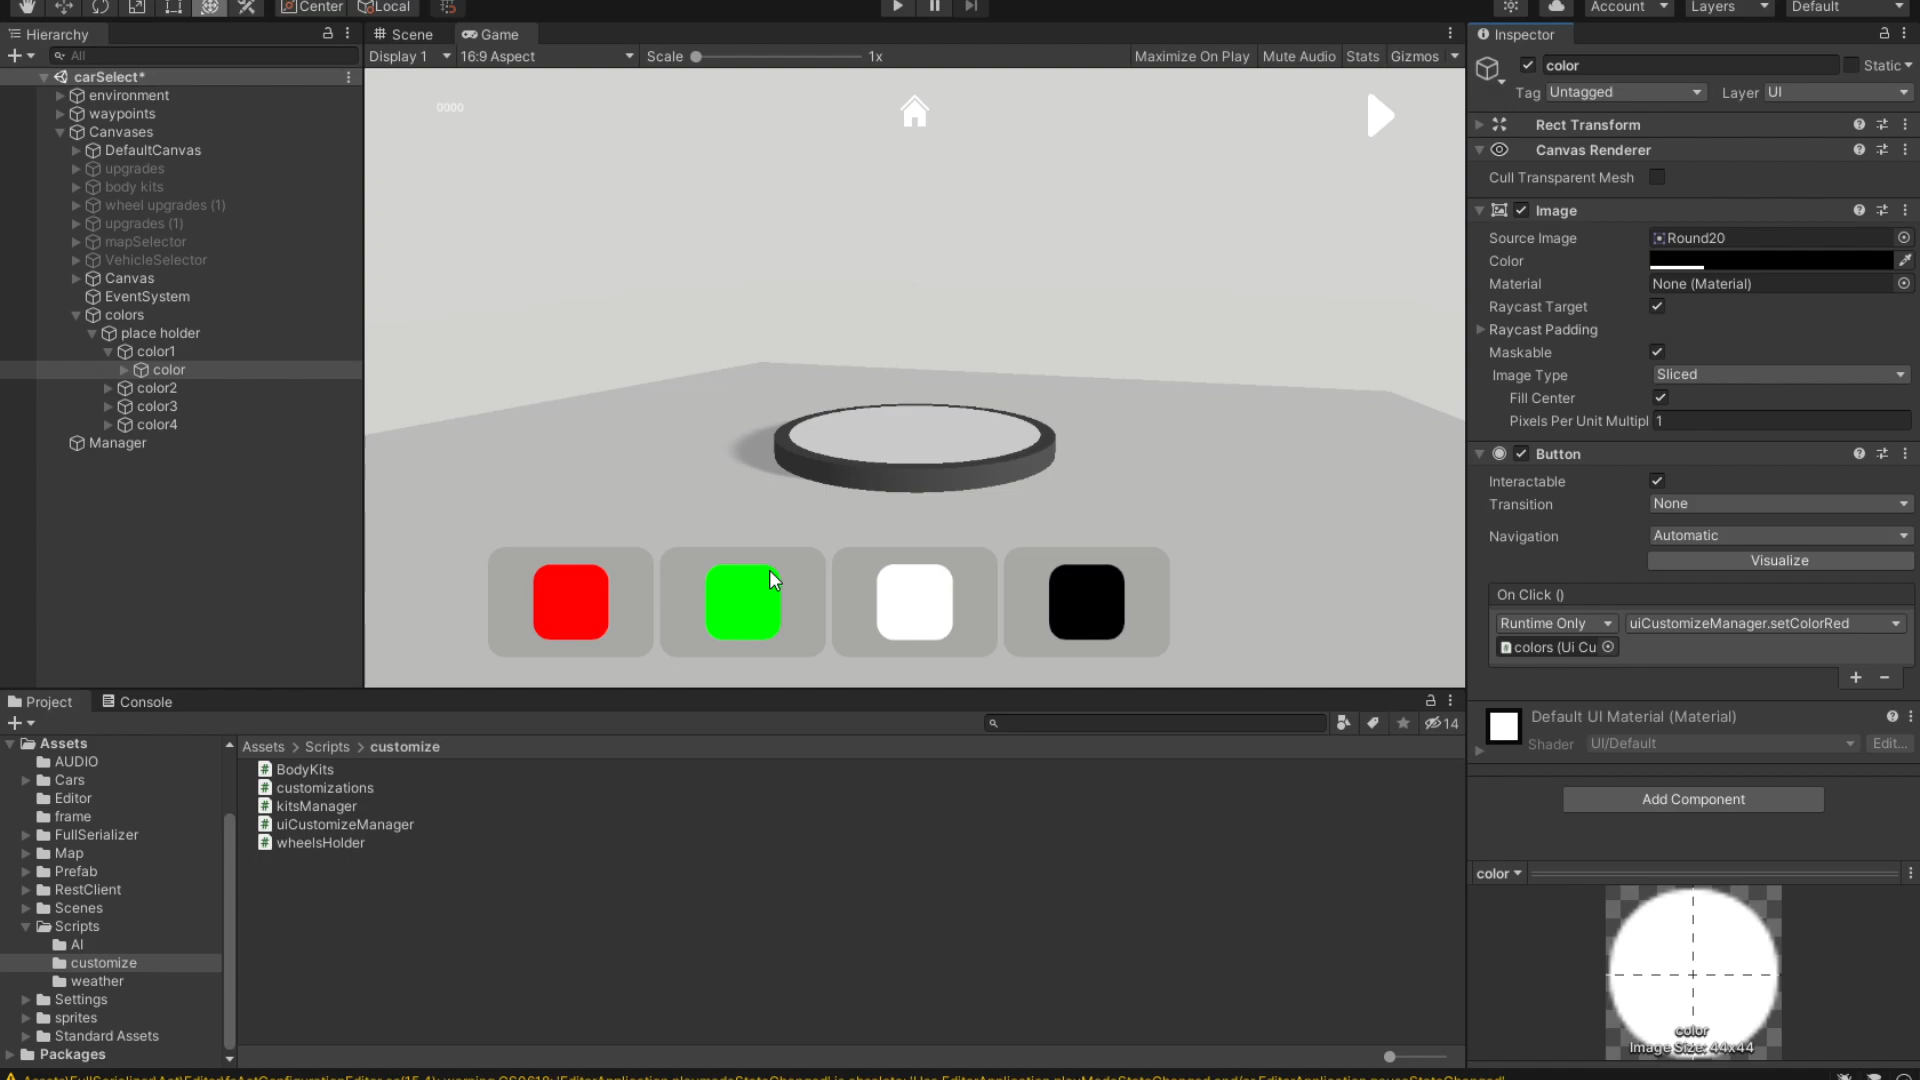 Center
Local
Account
Layers
Default
Hierarchy
Scene
Game
Inspector
All
Display 1
16:9 Aspect
Scale
1x
Maximize On Play
Mute Audio
Stats
Gizmos
color
Static
Tag Untagged
Layer UI
carSelect*
environment
waypoints
Canvases
DefaultCanvas
upgrades
body kits
wheel upgrades (1)
upgrades (1)
mapSelector
VehicleSelector
Canvas
EventSystem
colors
place holder
color1
color
color2
color3
color4
Manager
0000
Rect Transform
Canvas Renderer
Cull Transparent Mesh
Image
Source Image
Round20
Color
Material
None (Material)
Raycast Target
Raycast Padding
Maskable
Image Type
Sliced
Fill Center
Pixels Per Unit Multipl
1
Button
Interactable
Transition
None
Navigation
Automatic
Visualize
On Click ()
Runtime Only
uiCustomizeManager.setColorRed
colors (Ui Cu
Default UI Material (Material)
Shader
UI/Default
Edit...
Add Component
color
color
Image Size: 44x44
Project
Console
14
Assets
AUDIO
Cars
Editor
frame
FullSerializer
Map
Prefab
RestClient
Scenes
Scripts
AI
customize
weather
Settings
sprites
Standard Assets
Packages
Assets > Scripts > customize
BodyKits
customizations
kitsManager
uiCustomizeManager
wheelsHolder